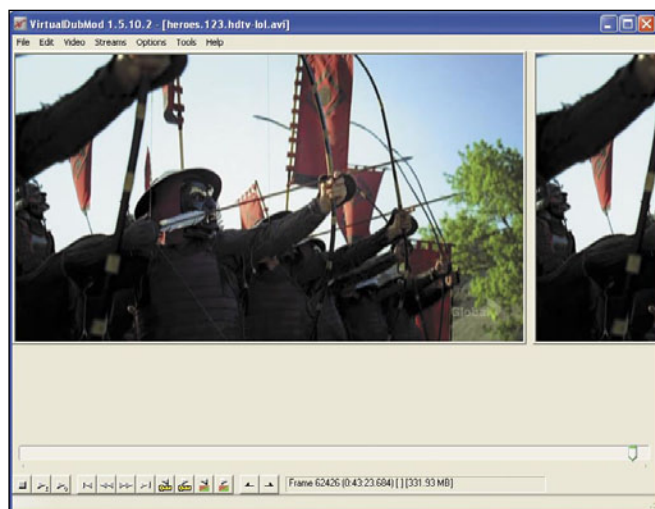 VirtualDubMod 1.5.10.2 - [heroes.123.hdtv-lol.avi]
File Edit Video Streams Options Tools Help
Global
Frame 62426 (0:43:23.684) [ ] [331.93 MB]